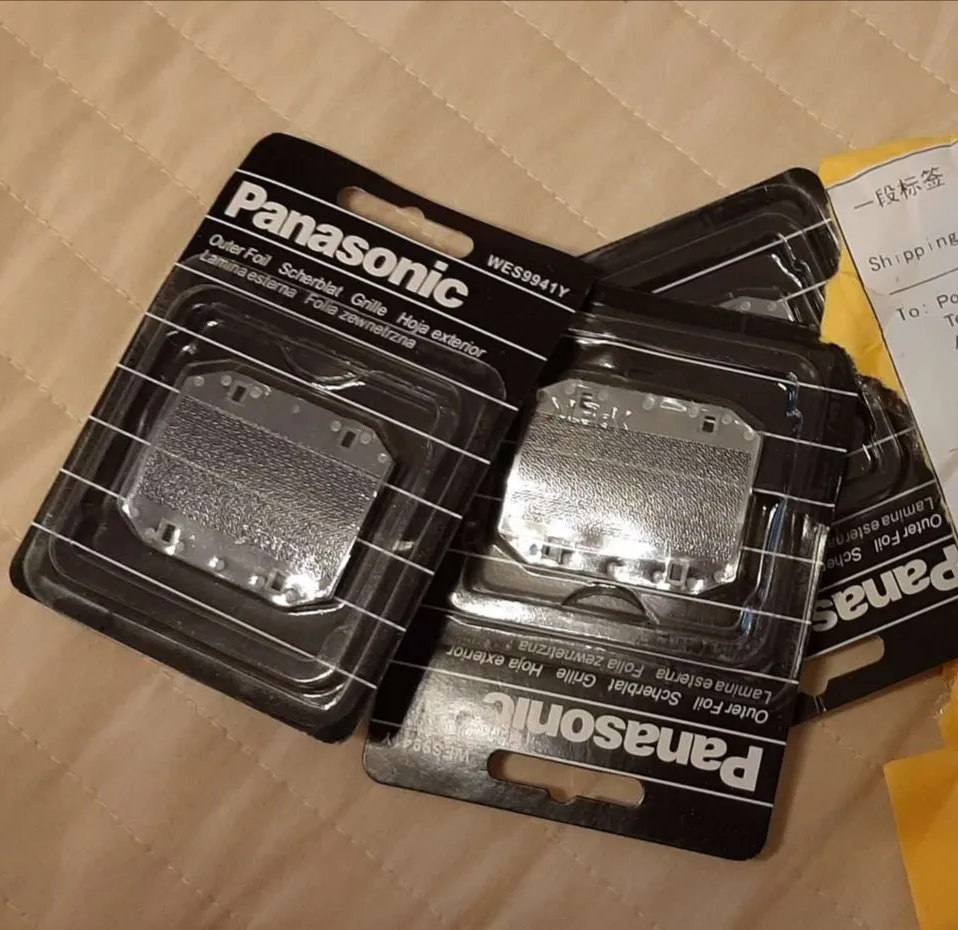 Panasonic
WES9941Y
Outer Foil Scherblat Grille Hoja exterior
Lamina esterna Folia zewnetrzna
Panasonic
WES9941Y
Outer Foil Scherblat Grille Hoja exterior
Lamina esterna Folia zewnetrzna
Panas
Outer Foil
Lamina esterna
一段标签
Shipping
To: